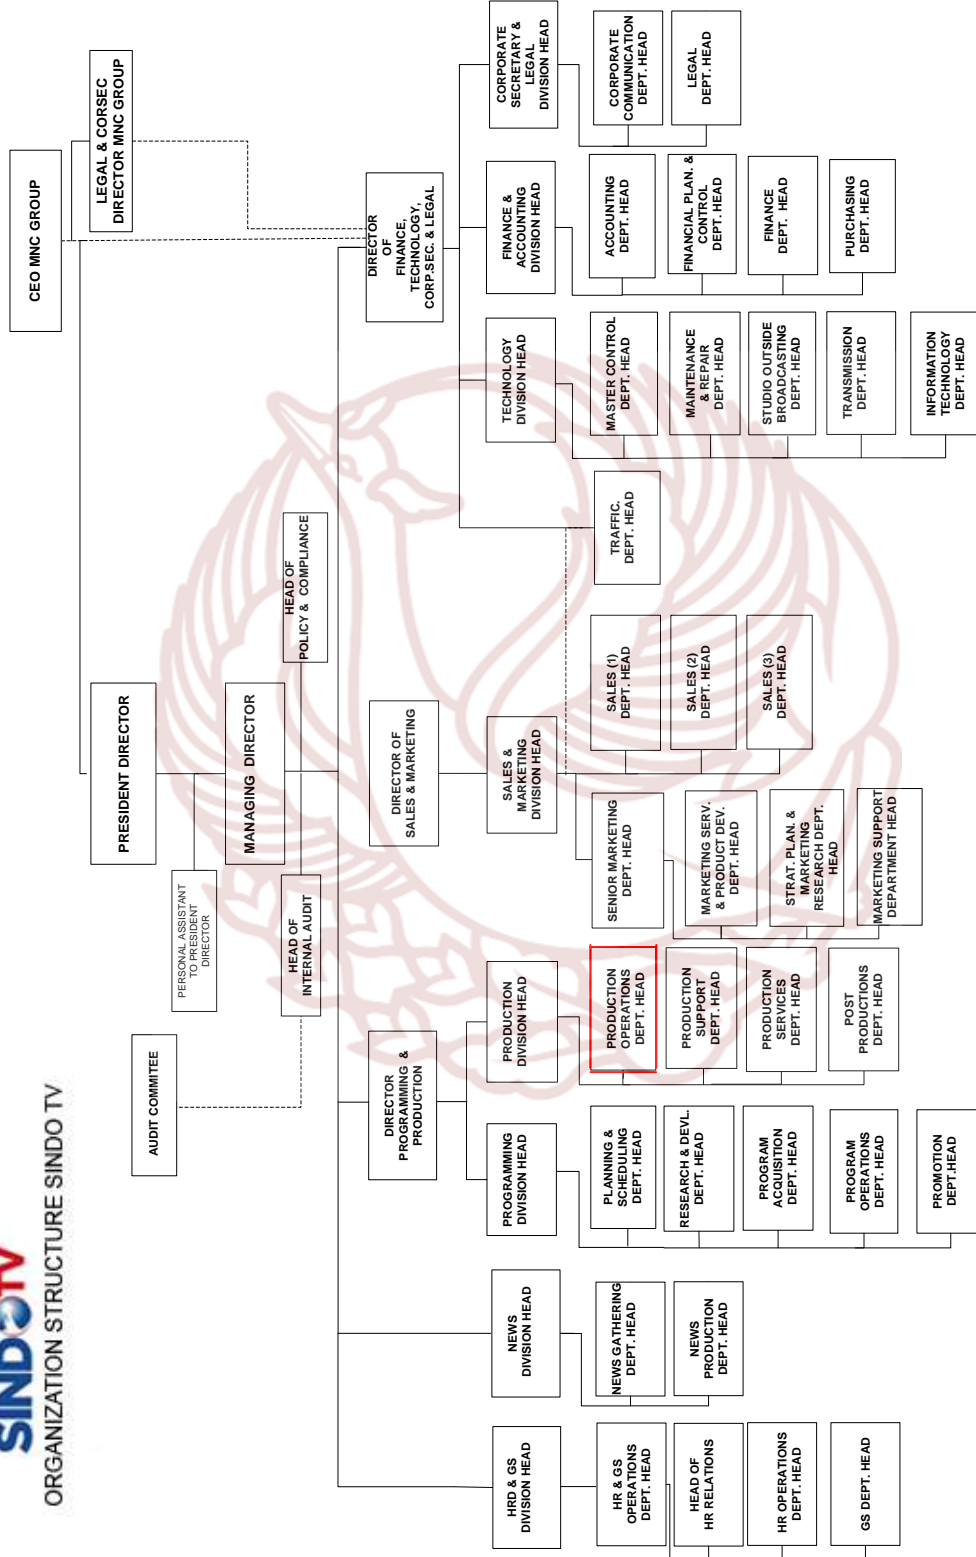 SINDOTV
ORGANIZATION STRUCTURE SINDO TV
CEO MNC GROUP
LEGAL & CORSEC
DIRECTOR MNC GROUP
PRESIDENT DIRECTOR
AUDIT COMMITEE
PERSONAL ASSISTANT
TO PRESIDENT
DIRECTOR
MANAGING DIRECTOR
HEAD OF
INTERNAL AUDIT
HEAD OF
POLICY & COMPLIANCE
DIRECTOR
PROGRAMMING &
PRODUCTION
DIRECTOR OF
SALES & MARKETING
DIRECTOR
OF
FINANCE,
TECHNOLOGY,
CORP.SEC. & LEGAL
HRD & GS
DIVISION HEAD
NEWS
DIVISION HEAD
PROGRAMMING
DIVISION HEAD
PRODUCTION
DIVISION HEAD
SALES &
MARKETING
DIVISION HEAD
TECHNOLOGY
DIVISION HEAD
FINANCE &
ACCOUNTING
DIVISION HEAD
CORPORATE
SECRETARY &
LEGAL
DIVISION HEAD
HR & GS
OPERATIONS
DEPT. HEAD
HEAD OF
HR RELATIONS
HR OPERATIONS
DEPT. HEAD
GS DEPT. HEAD
NEWS GATHERING
DEPT. HEAD
NEWS
PRODUCTION
DEPT. HEAD
PLANNING &
SCHEDULING
DEPT. HEAD
RESEARCH & DEVL.
DEPT. HEAD
PROGRAM
ACQUISITION
DEPT. HEAD
PROGRAM
OPERATIONS
DEPT. HEAD
PROMOTION
DEPT.HEAD
PRODUCTION
OPERATIONS
DEPT. HEAD
PRODUCTION
SUPPORT
DEPT. HEAD
PRODUCTION
SERVICES
DEPT. HEAD
POST
PRODUCTIONS
DEPT. HEAD
SENIOR MARKETING
DEPT. HEAD
MARKETING SERV.
& PRODUCT DEV.
DEPT. HEAD
STRAT. PLAN. &
MARKETING
RESEARCH DEPT.
HEAD
MARKETING SUPPORT
DEPARTMENT HEAD
SALES (1)
DEPT. HEAD
SALES (2)
DEPT. HEAD
SALES (3)
DEPT. HEAD
TRAFFIC.
DEPT. HEAD
MASTER CONTROL
DEPT. HEAD
MAINTENANCE
& REPAIR
DEPT. HEAD
STUDIO OUTSIDE
BROADCASTING
DEPT. HEAD
TRANSMISSION
DEPT. HEAD
INFORMATION
TECHNOLOGY
DEPT. HEAD
ACCOUNTING
DEPT. HEAD
FINANCIAL PLAN. &
CONTROL
DEPT. HEAD
FINANCE
DEPT. HEAD
PURCHASING
DEPT. HEAD
CORPORATE
COMMUNICATION
DEPT. HEAD
LEGAL
DEPT. HEAD